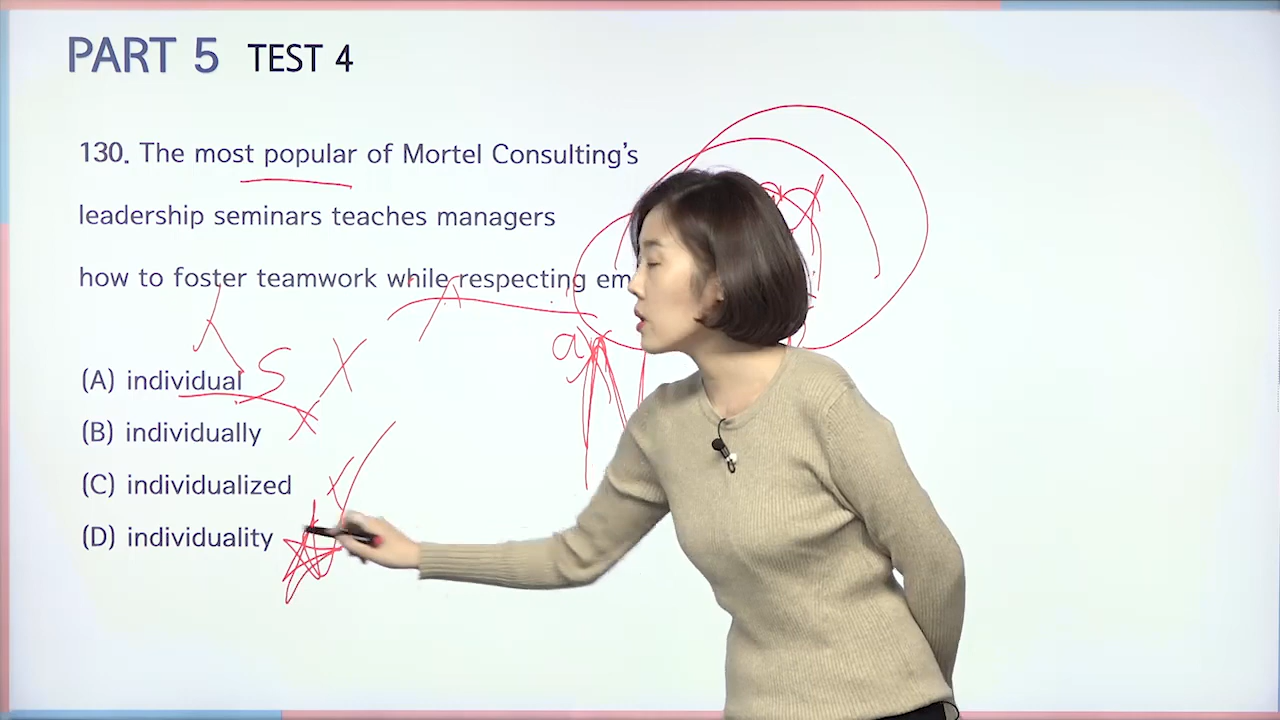 PART 5 TEST 4
130. The most popular of Mortel Consulting's
leadership seminars teaches managers
how to foster teamwork while respecting em
(A) individual S X
(B) individually
(C) individualized
(D) individuality
a